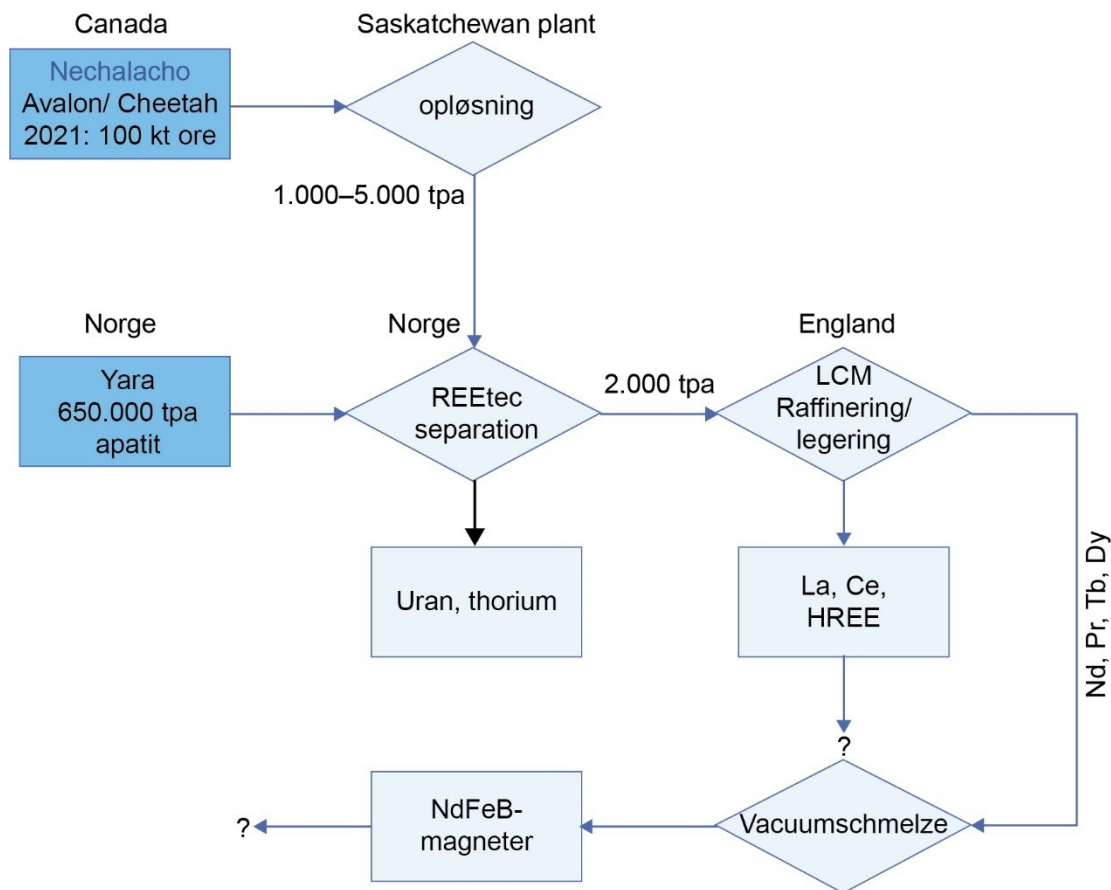 Canada
Saskatchewan plant
Nechalacho
Avalon/ Cheetah
2021: 100 kt ore
opløsning
1.000–5.000 tpa
Norge
Norge
England
Yara
650.000 tpa
apatit
REEtec
separation
2.000 tpa
LCM
Raffinering/
legering
Uran, thorium
La, Ce,
HREE
Nd, Pr, Tb, Dy
?
?
NdFeB-
magneter
Vacuumschmelze